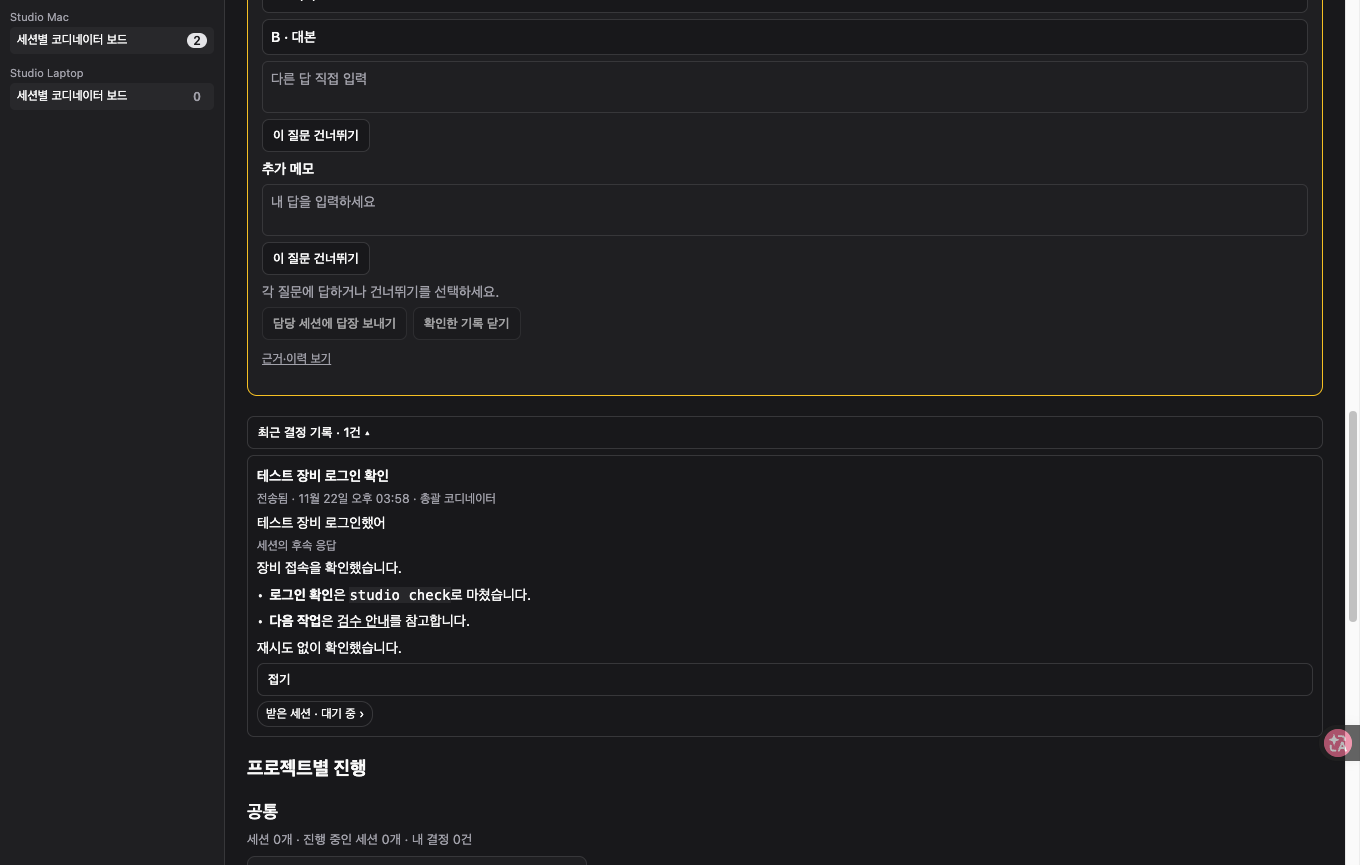 Studio Mac
세션별 코디네이터 보드 2
Studio Laptop
세션별 코디네이터 보드 0
B · 대본
다른 답 직접 입력
이 질문 건너뛰기
추가 메모
내 답을 입력하세요
이 질문 건너뛰기
각 질문에 답하거나 건너뛰기를 선택하세요.
담당 세션에 답장 보내기 확인한 기록 닫기
근거·이력 보기
최근 결정 기록 · 1건 ▴
테스트 장비 로그인 확인
전송됨 · 11월 22일 오후 03:58 · 총괄 코디네이터
테스트 장비 로그인했어
세션의 후속 응답
장비 접속을 확인했습니다.
• 로그인 확인은 studio check로 마쳤습니다.
• 다음 작업은 검수 안내를 참고합니다.
재시도 없이 확인했습니다.
접기
받은 세션 · 대기 중 ›
프로젝트별 진행
공통
세션 0개 · 진행 중인 세션 0개 · 내 결정 0건